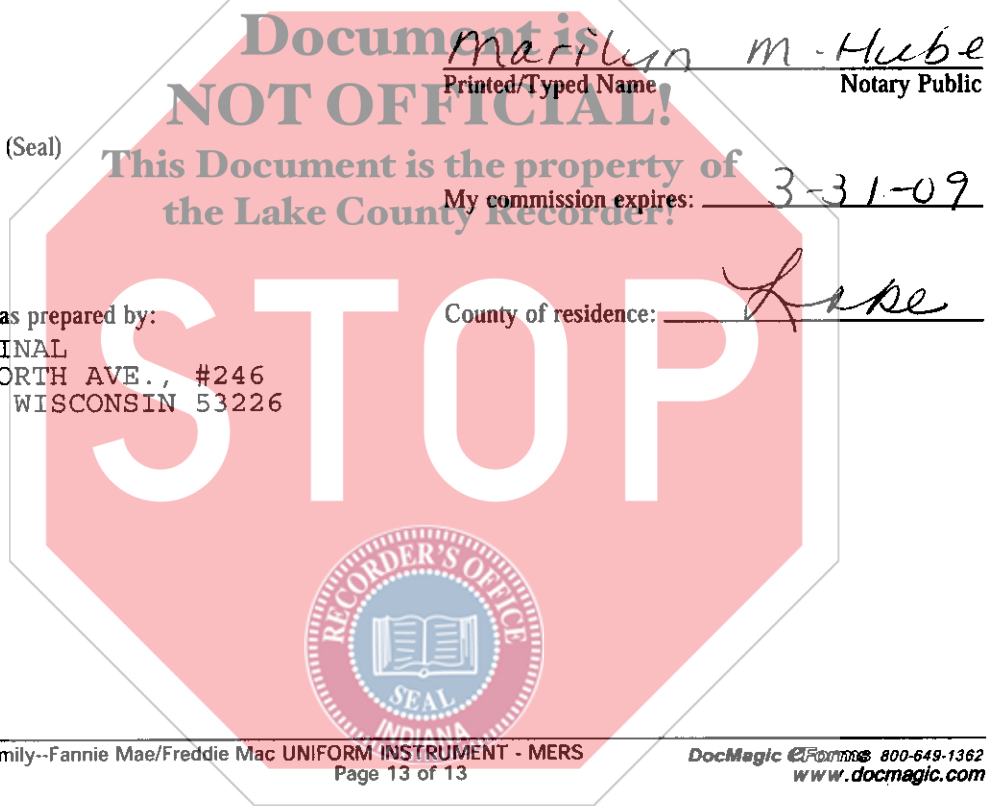 Document is
Marilyn M. Hube
Printed/Typed Name Notary Public
NOT OFFICIAL!
(Seal)
This Document is the property of
My commission expires: 3-31-09
the Lake County Recorder!
as prepared by:
County of residence: Lake
INAL
ORTH AVE., #246
WISCONSIN 53226
STOP
RECORDER'S OFFICE
SEAL
INDIANA
mily--Fannie Mae/Freddie Mac UNIFORM INSTRUMENT - MERS
DocMagic eForms 800-649-1362
Page 13 of 13
www.docmagic.com